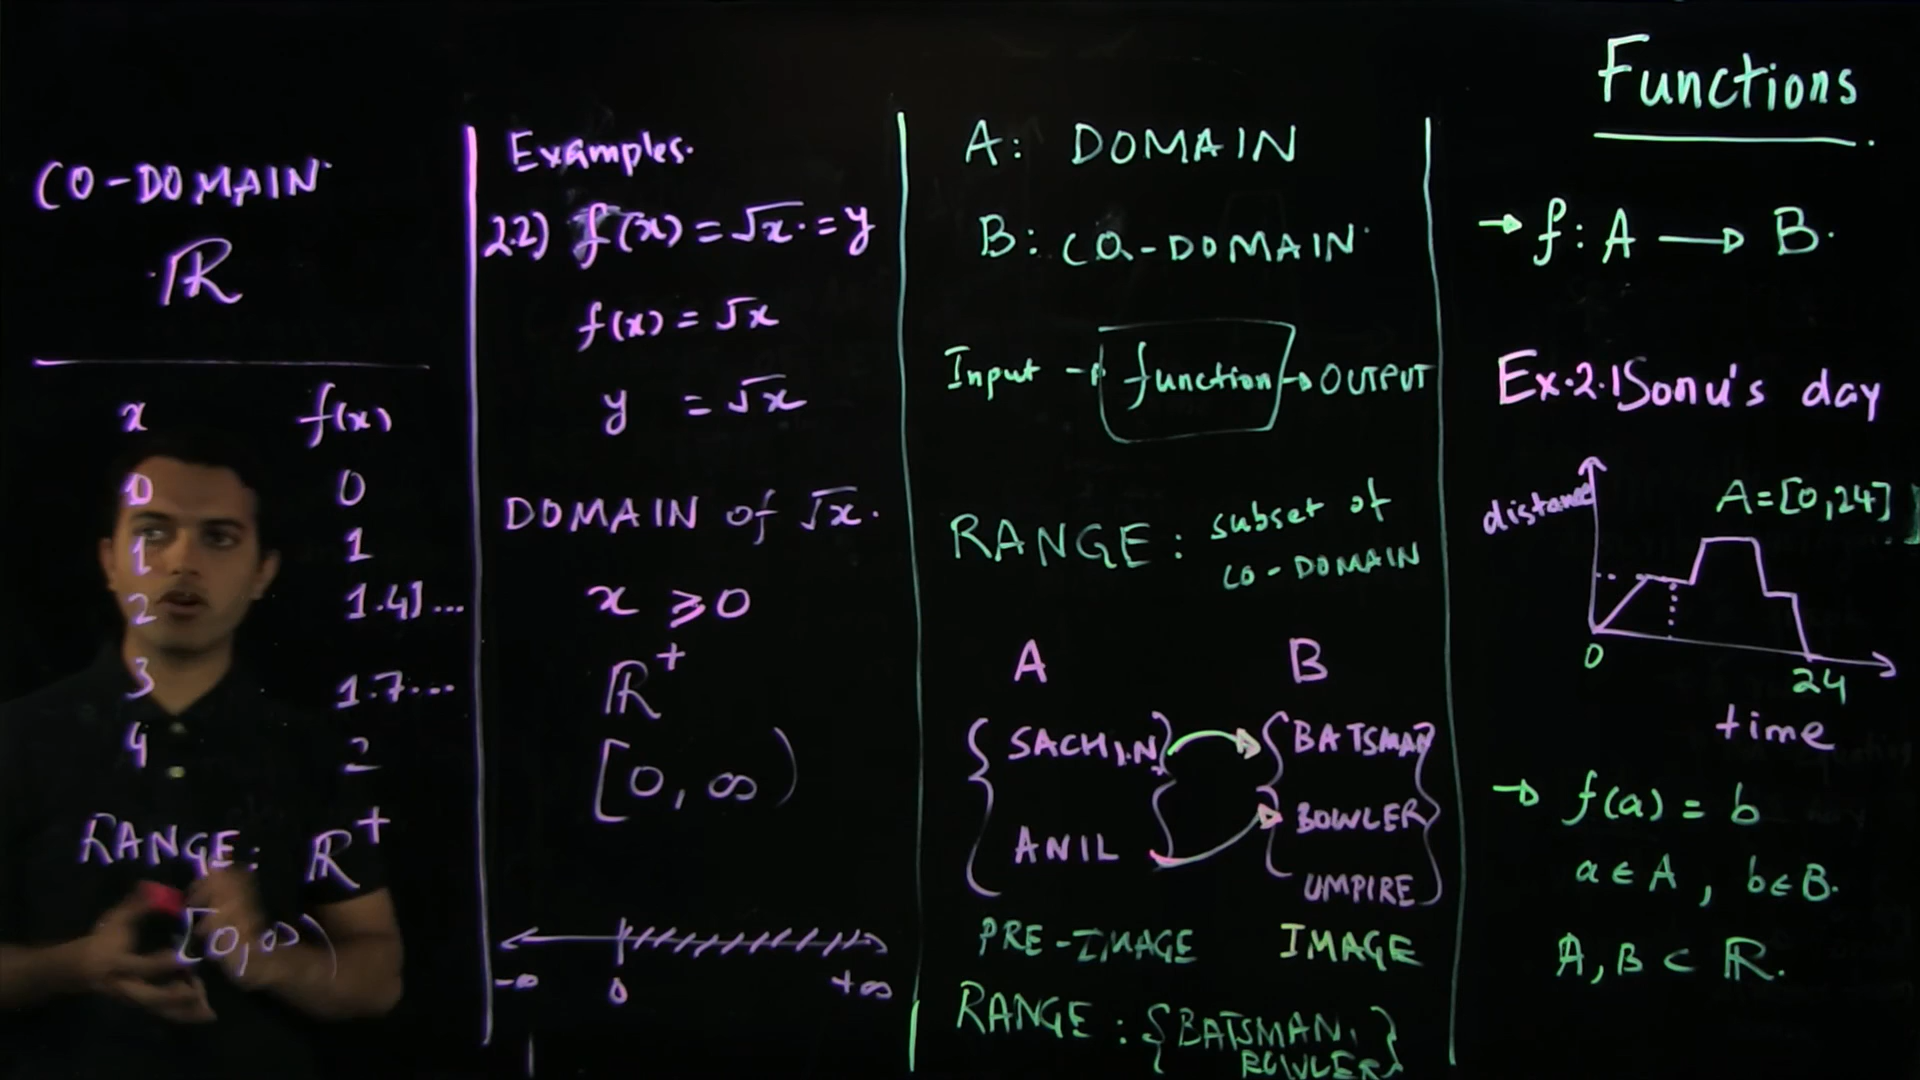 Functions
CO-DOMAIN
ℝ
x f(x)
0 0
1 1
2 1.41...
3 1.7...
4 2
RANGE: ℝ⁺
[0,∞)
Examples.
2.2) f(x) = √x = y
f(x) = √x
y = √x
DOMAIN of √x.
x ⩾ 0
ℝ⁺
[0, ∞)
-∞ 0 +∞
A: DOMAIN
B: CO-DOMAIN
Input → function → OUTPUT
RANGE: subset of
CO-DOMAIN
A B
{ SACHIN } { BATSMAN }
ANIL BOWLER
UMPIRE
PRE-IMAGE IMAGE
RANGE: {BATSMAN,
BOWLER}
→ f: A → B.
Ex.2.1 Sonu's day
distance A=[0,24]
0 24
time
→ f(a) = b
a ∈ A, b ∈ B.
A, B ⊂ ℝ.